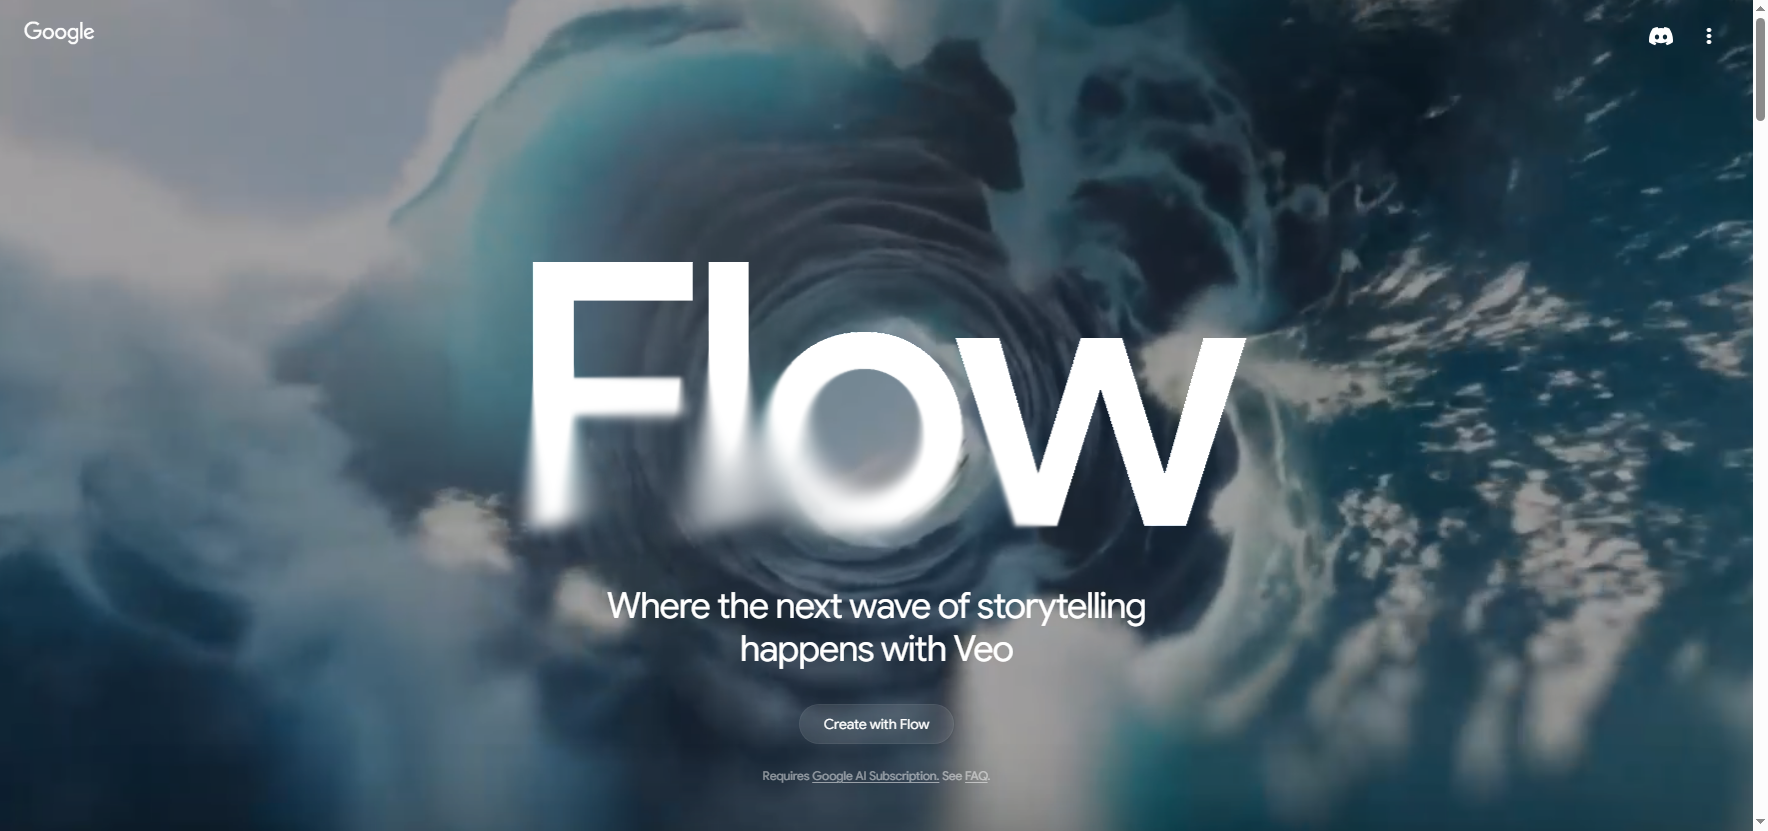 Google
Flow
Where the next wave of storytelling
happens with Veo
Create with Flow
Requires Google AI Subscription. See FAQ.